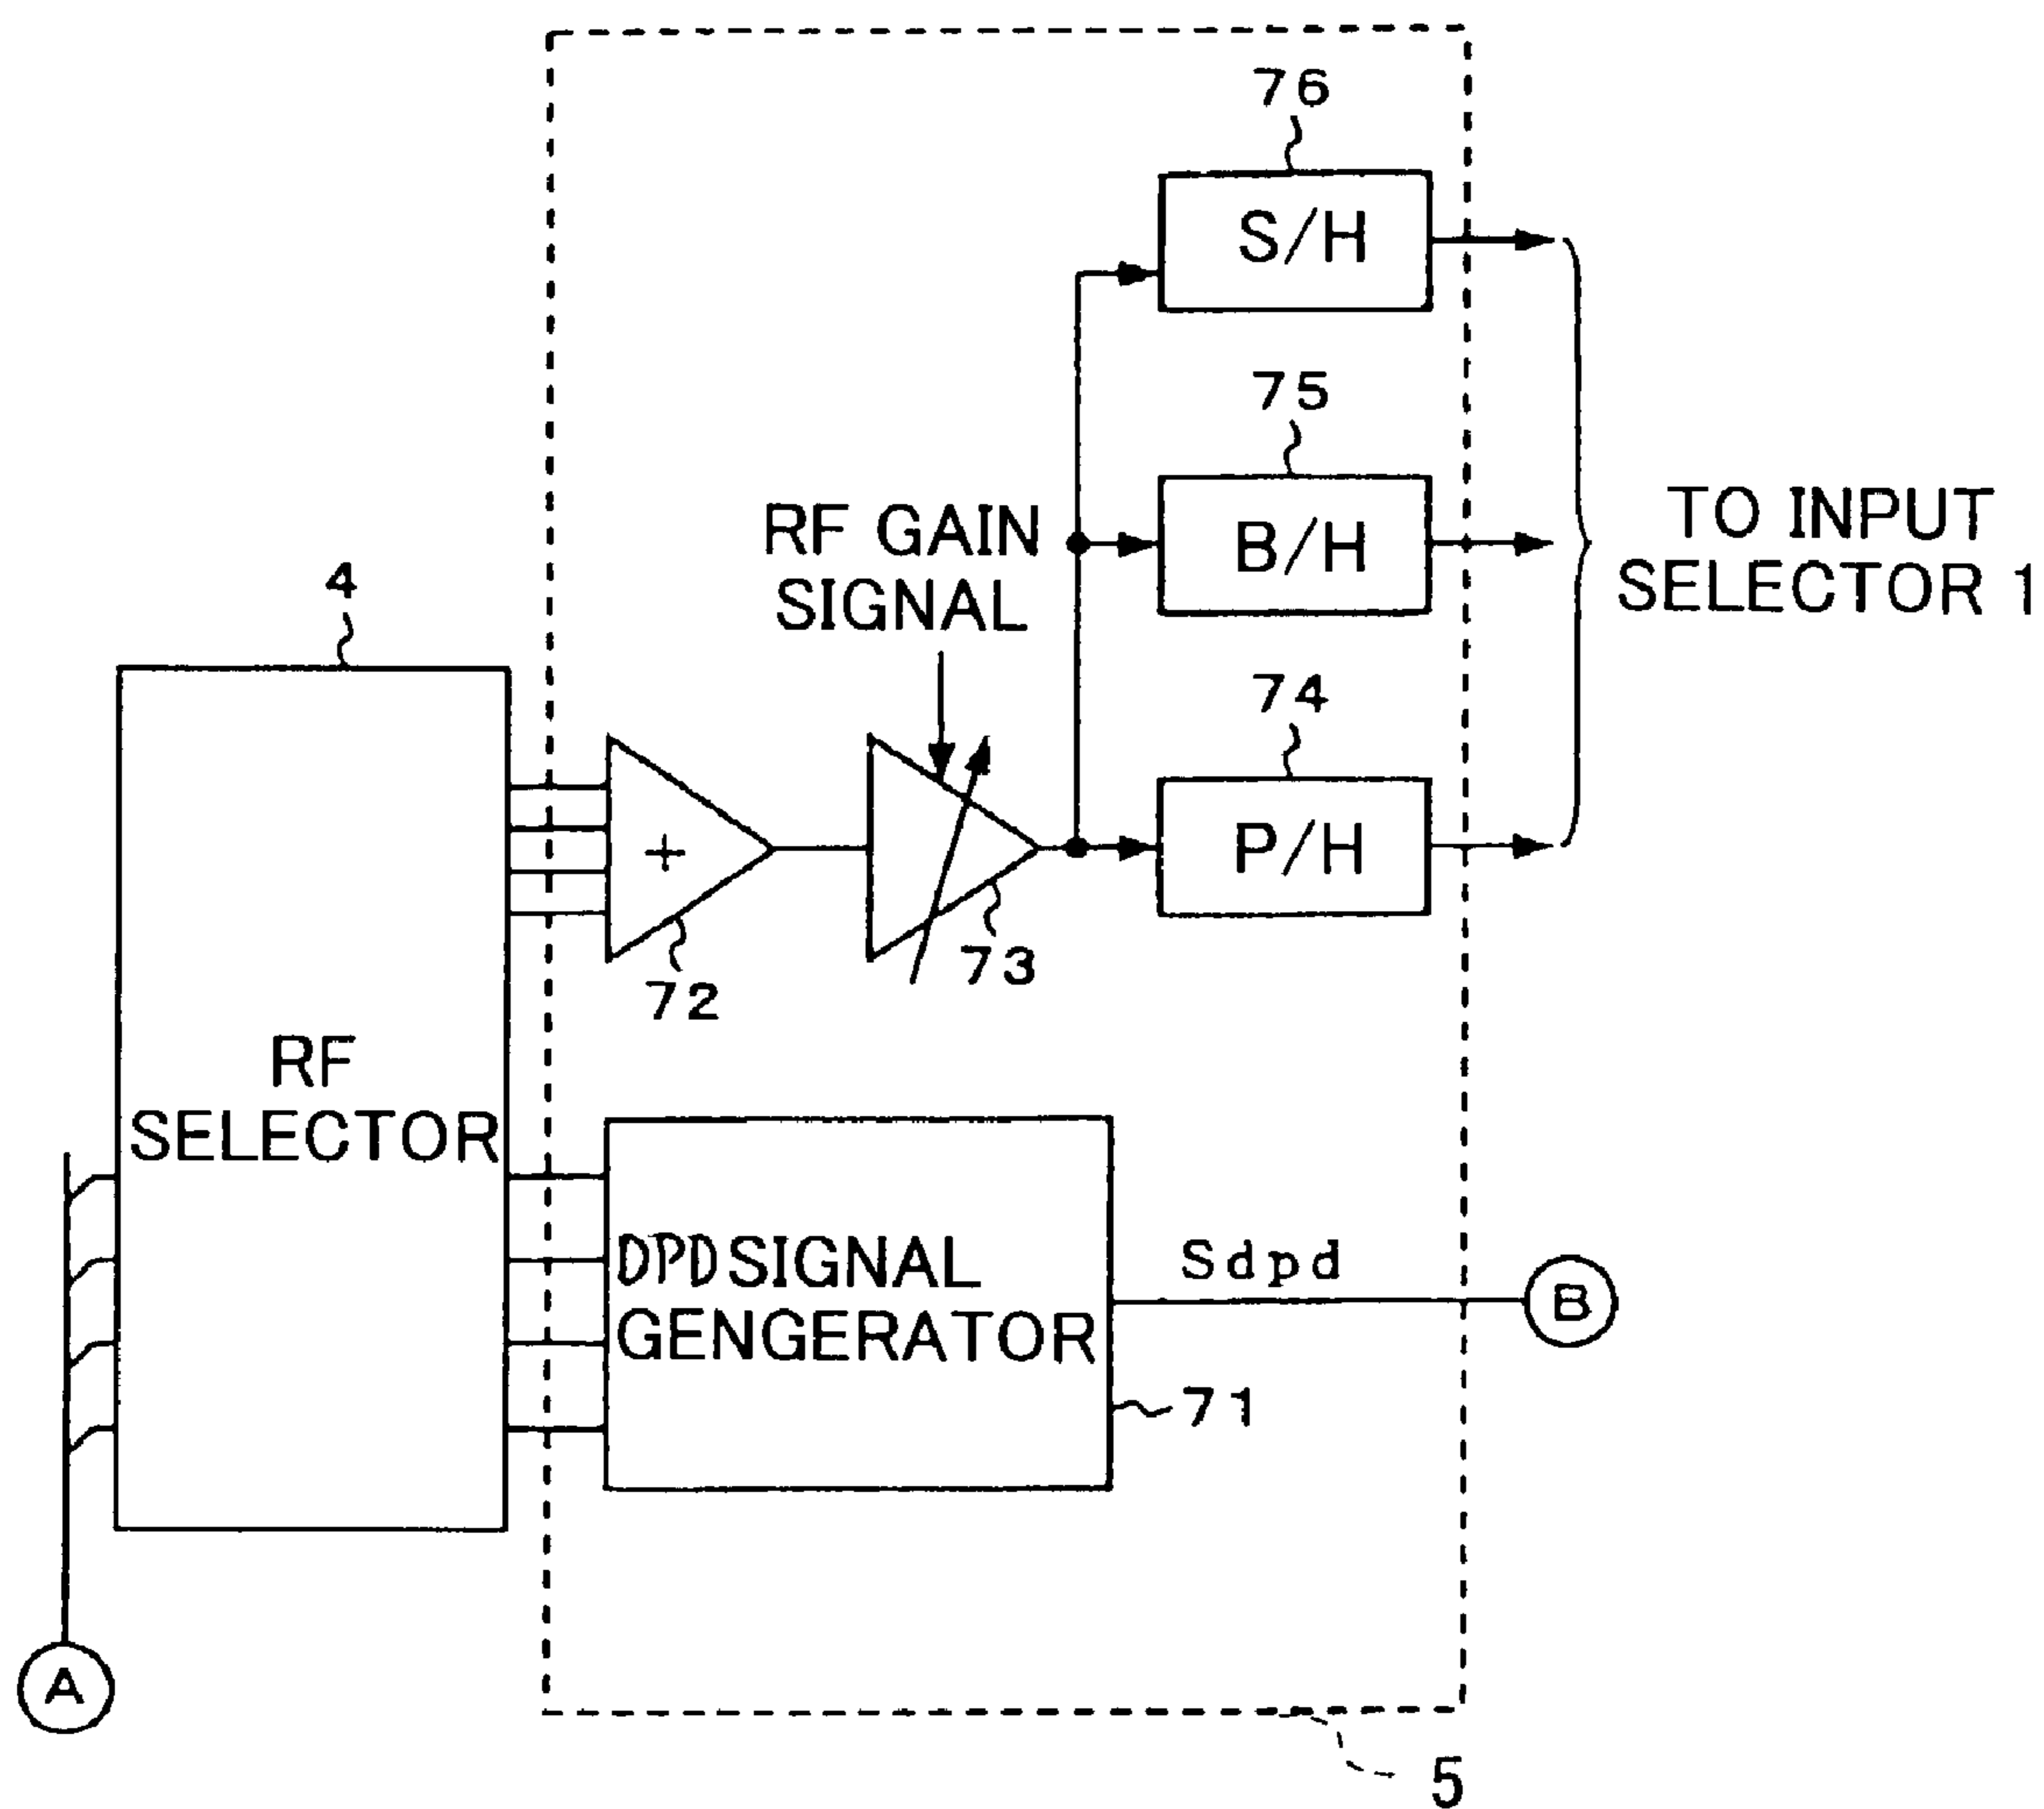 76
S/H
75
RF GAIN
SIGNAL
B/H
TO INPUT
SELECTOR 1
4
74
+
P/H
73
72
RF
SELECTOR
DPD SIGNAL
GENGERATOR
Sdpd
B
71
A
5